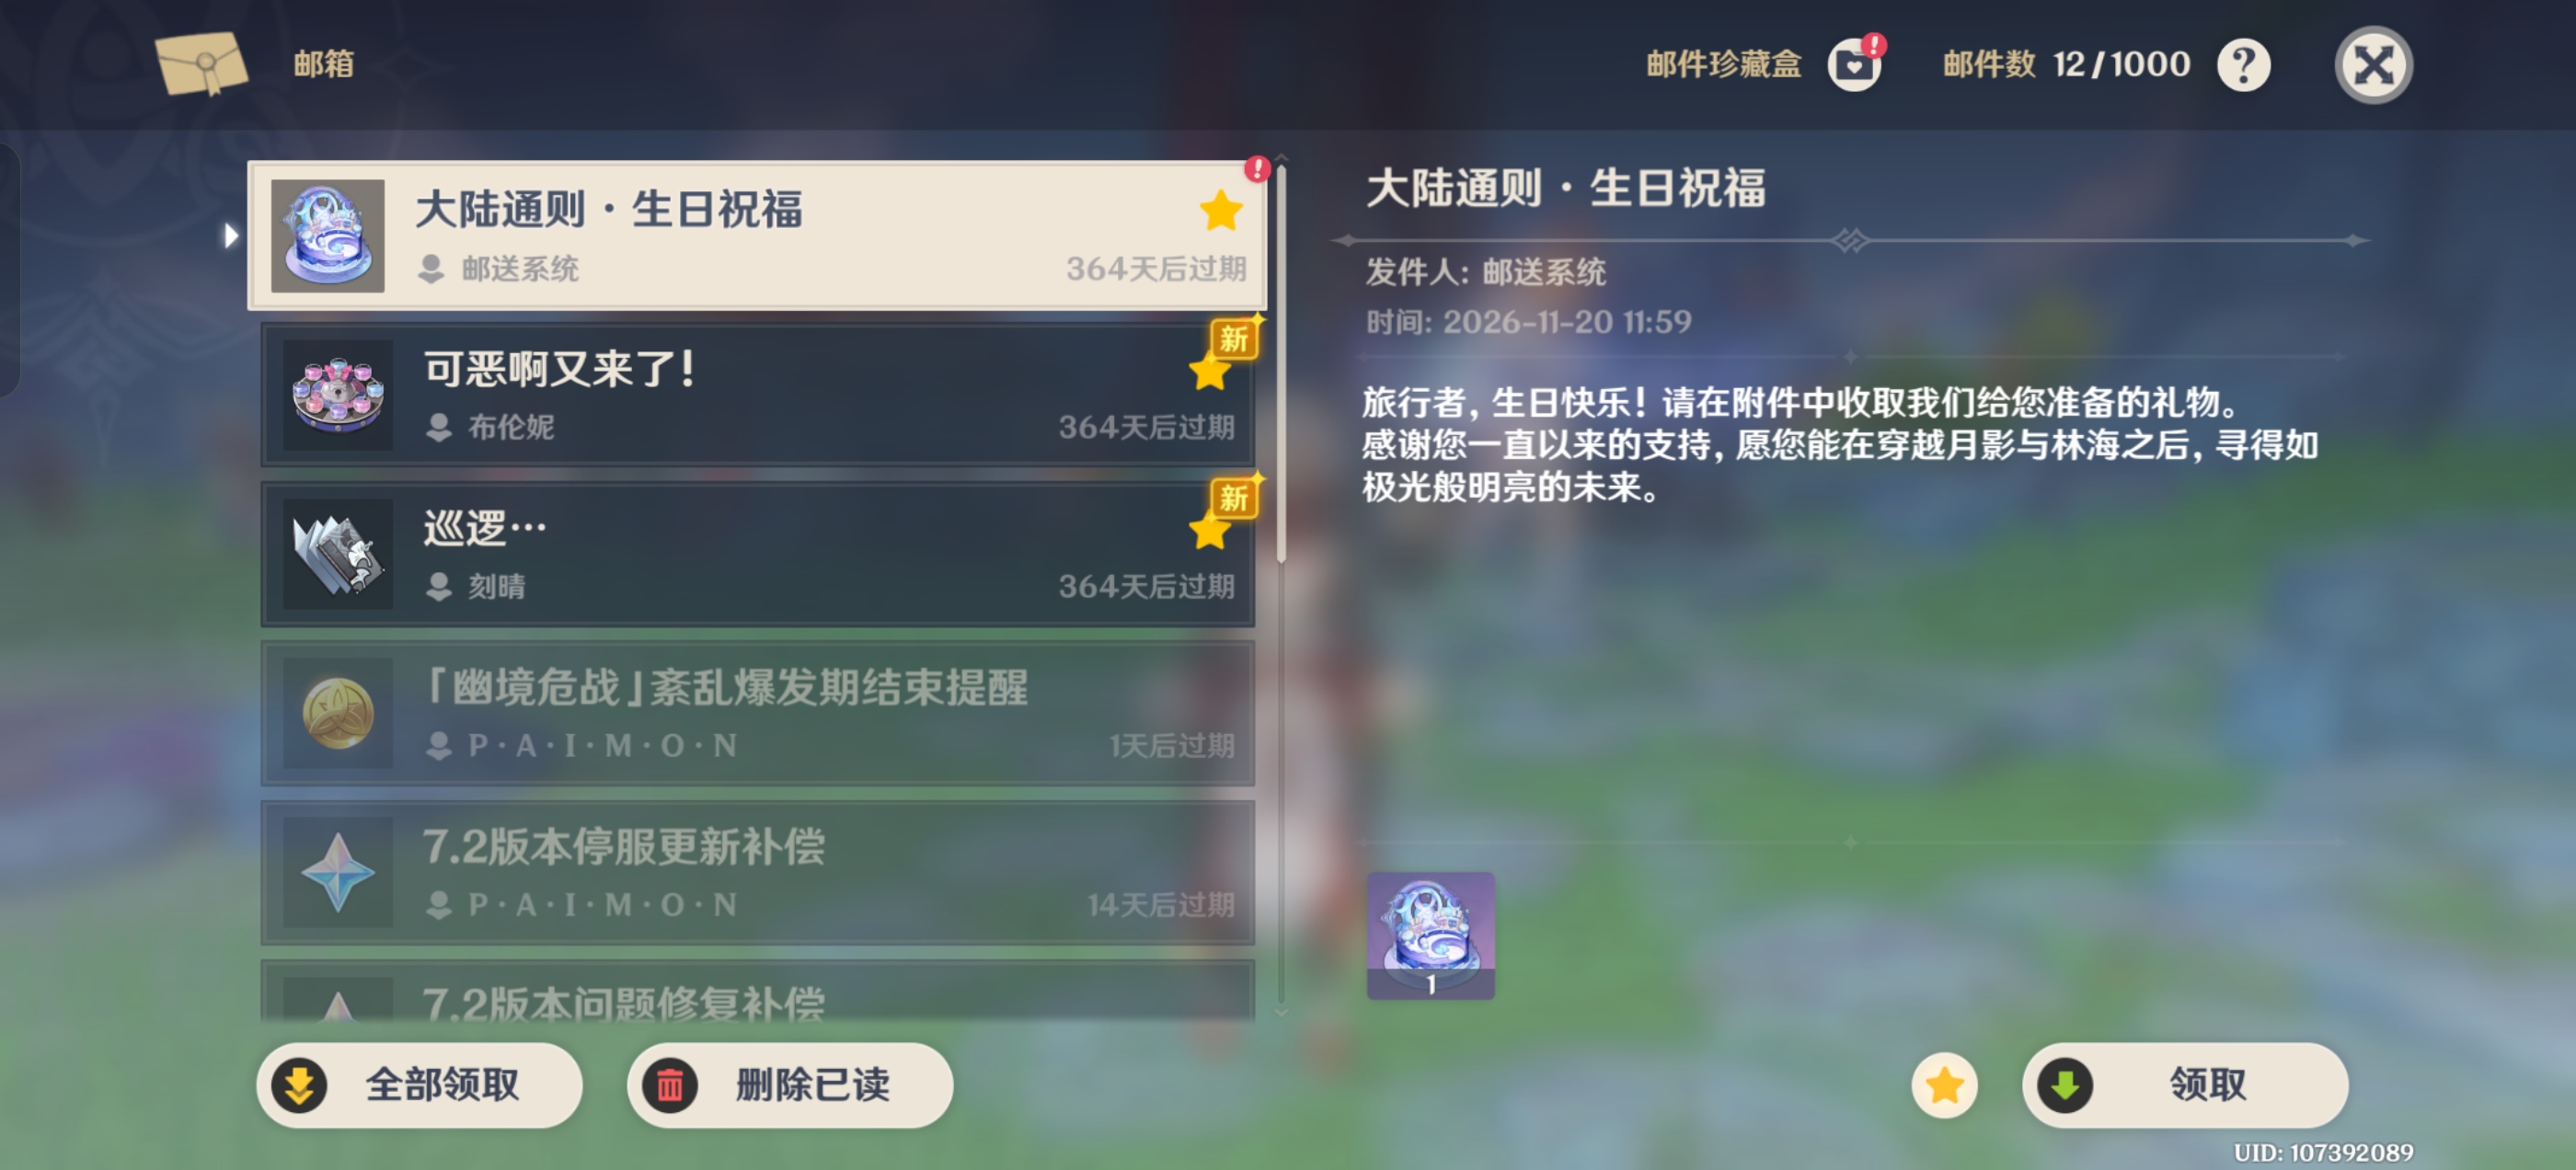 邮箱
邮件珍藏盒
邮件数 12/1000
大陆通则·生日祝福
邮送系统
364天后过期
新
可恶啊又来了!
布伦妮
364天后过期
新
巡逻…
刻晴
364天后过期
「幽境危战」紊乱爆发期结束提醒
P·A·I·M·O·N
1天后过期
7.2版本停服更新补偿
P·A·I·M·O·N
14天后过期
7.2版本问题修复补偿
全部领取
删除已读
大陆通则·生日祝福
发件人: 邮送系统
时间: 2026-11-20 11:59
旅行者, 生日快乐! 请在附件中收取我们给您准备的礼物。
感谢您一直以来的支持, 愿您能在穿越月影与林海之后, 寻得如
极光般明亮的未来。
1
领取
UID: 107392089